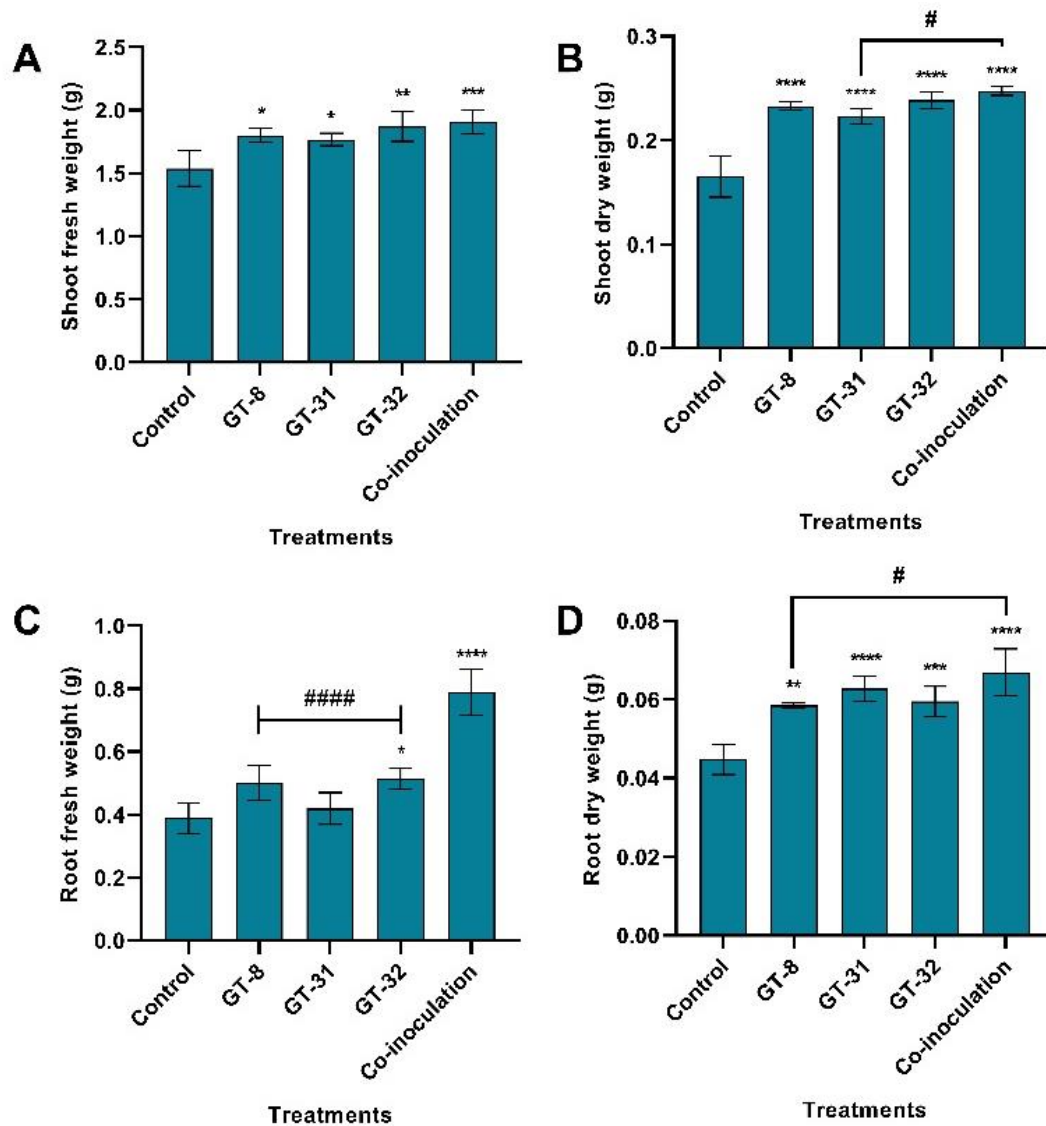 A
Shoot fresh weight (g)
2.5
2.0
1.5
1.0
0.5
0.0
*
*
**
***
Control
GT-8
GT-31
GT-32
Co-inoculation
Treatments
B
Shoot dry weight (g)
0.3
0.2
0.1
0.0
#
****
****
****
****
Control
GT-8
GT-31
GT-32
Co-inoculation
Treatments
C
Root fresh weight (g)
1.0
0.8
0.6
0.4
0.2
0.0
####
*
****
Control
GT-8
GT-31
GT-32
Co-inoculation
Treatments
D
Root dry weight (g)
0.08
0.06
0.04
0.02
0.00
#
**
****
***
****
Control
GT-8
GT-31
GT-32
Co-inoculation
Treatments